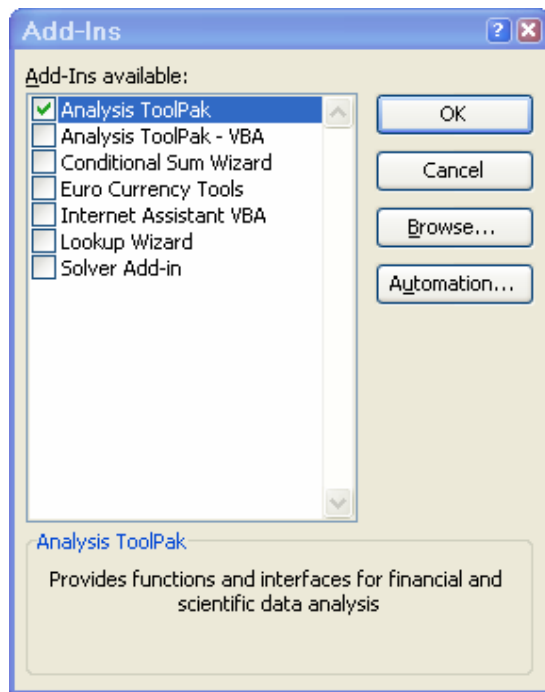 Add-Ins
Add-Ins available:
Analysis ToolPak
Analysis ToolPak - VBA
Conditional Sum Wizard
Euro Currency Tools
Internet Assistant VBA
Lookup Wizard
Solver Add-in
OK
Cancel
Browse...
Automation...
Analysis ToolPak
Provides functions and interfaces for financial and
scientific data analysis